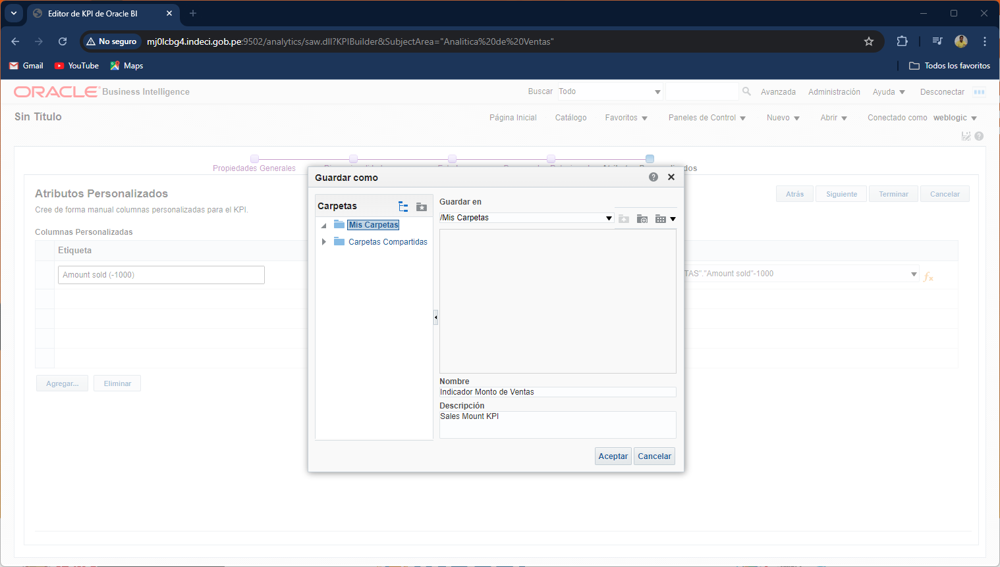 Editor de KPI de Oracle BI
No seguro
mj0lcbg4.indeci.gob.pe:9502/analytics/saw.dll?KPIBuilder&SubjectArea="Analitica%20de%20Ventas"
Gmail
YouTube
Maps
Todos los favoritos
ORACLE Business Intelligence
Buscar
Todo
Avanzada
Administración
Ayuda
Desconectar
Sin Título
Página Inicial
Catálogo
Favoritos
Paneles de Control
Nuevo
Abrir
Conectado como weblogic
Propiedades Generales
Guardar como
Atributos Personalizados
Cree de forma manual columnas personalizadas para el KPI.
Atrás
Siguiente
Terminar
Cancelar
Carpetas
Guardar en
/Mis Carpetas
Mis Carpetas
Carpetas Compartidas
Columnas Personalizadas
Etiqueta
Amount sold (-1000)
TAS"."Amount sold"-1000
Agregar...
Eliminar
Nombre
Indicador Monto de Ventas
Descripción
Sales Mount KPI
Aceptar
Cancelar